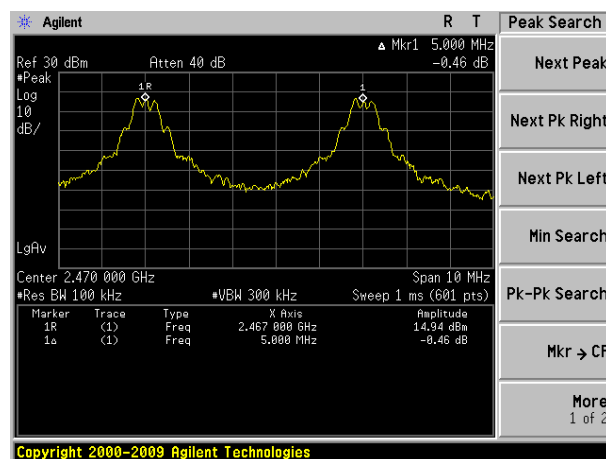 Agilent R T
Δ Mkr1 5.000 MHz
Ref 30 dBm Atten 40 dB -0.46 dB
#Peak
Log
10
dB/
1R
1
LgAv
Center 2.470 000 GHz Span 10 MHz
#Res BW 100 kHz #VBW 300 kHz Sweep 1 ms (601 pts)
Marker Trace Type X Axis Amplitude
1R (1) Freq 2.467 000 GHz 14.94 dBm
1Δ (1) Freq 5.000 MHz -0.46 dB
Copyright 2000-2009 Agilent Technologies
Peak Search
Next Peak
Next Pk Right
Next Pk Left
Min Search
Pk-Pk Search
Mkr → CF
More
1 of 2